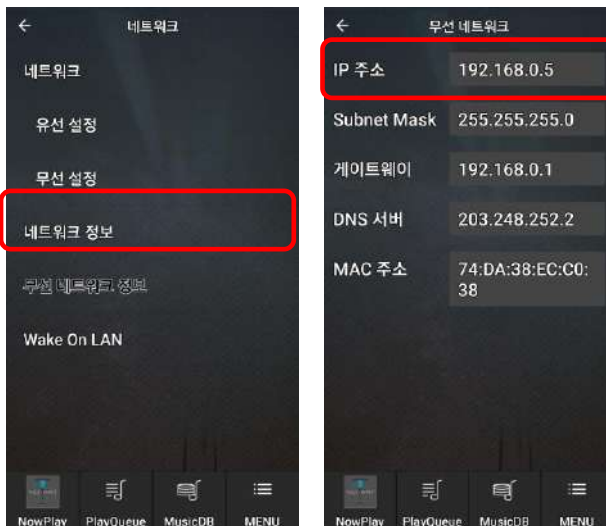 네트워크
네트워크
유선 설정
무선 설정
네트워크 정보
무선 네트워크 정보
Wake On LAN
NowPlay PlayQueue MusicDB MENU
무선 네트워크
IP 주소 192.168.0.5
Subnet Mask 255.255.255.0
게이트웨이 192.168.0.1
DNS 서버 203.248.252.2
MAC 주소 74:DA:38:EC:C0:
38
NowPlay PlayQueue MusicDB MENU